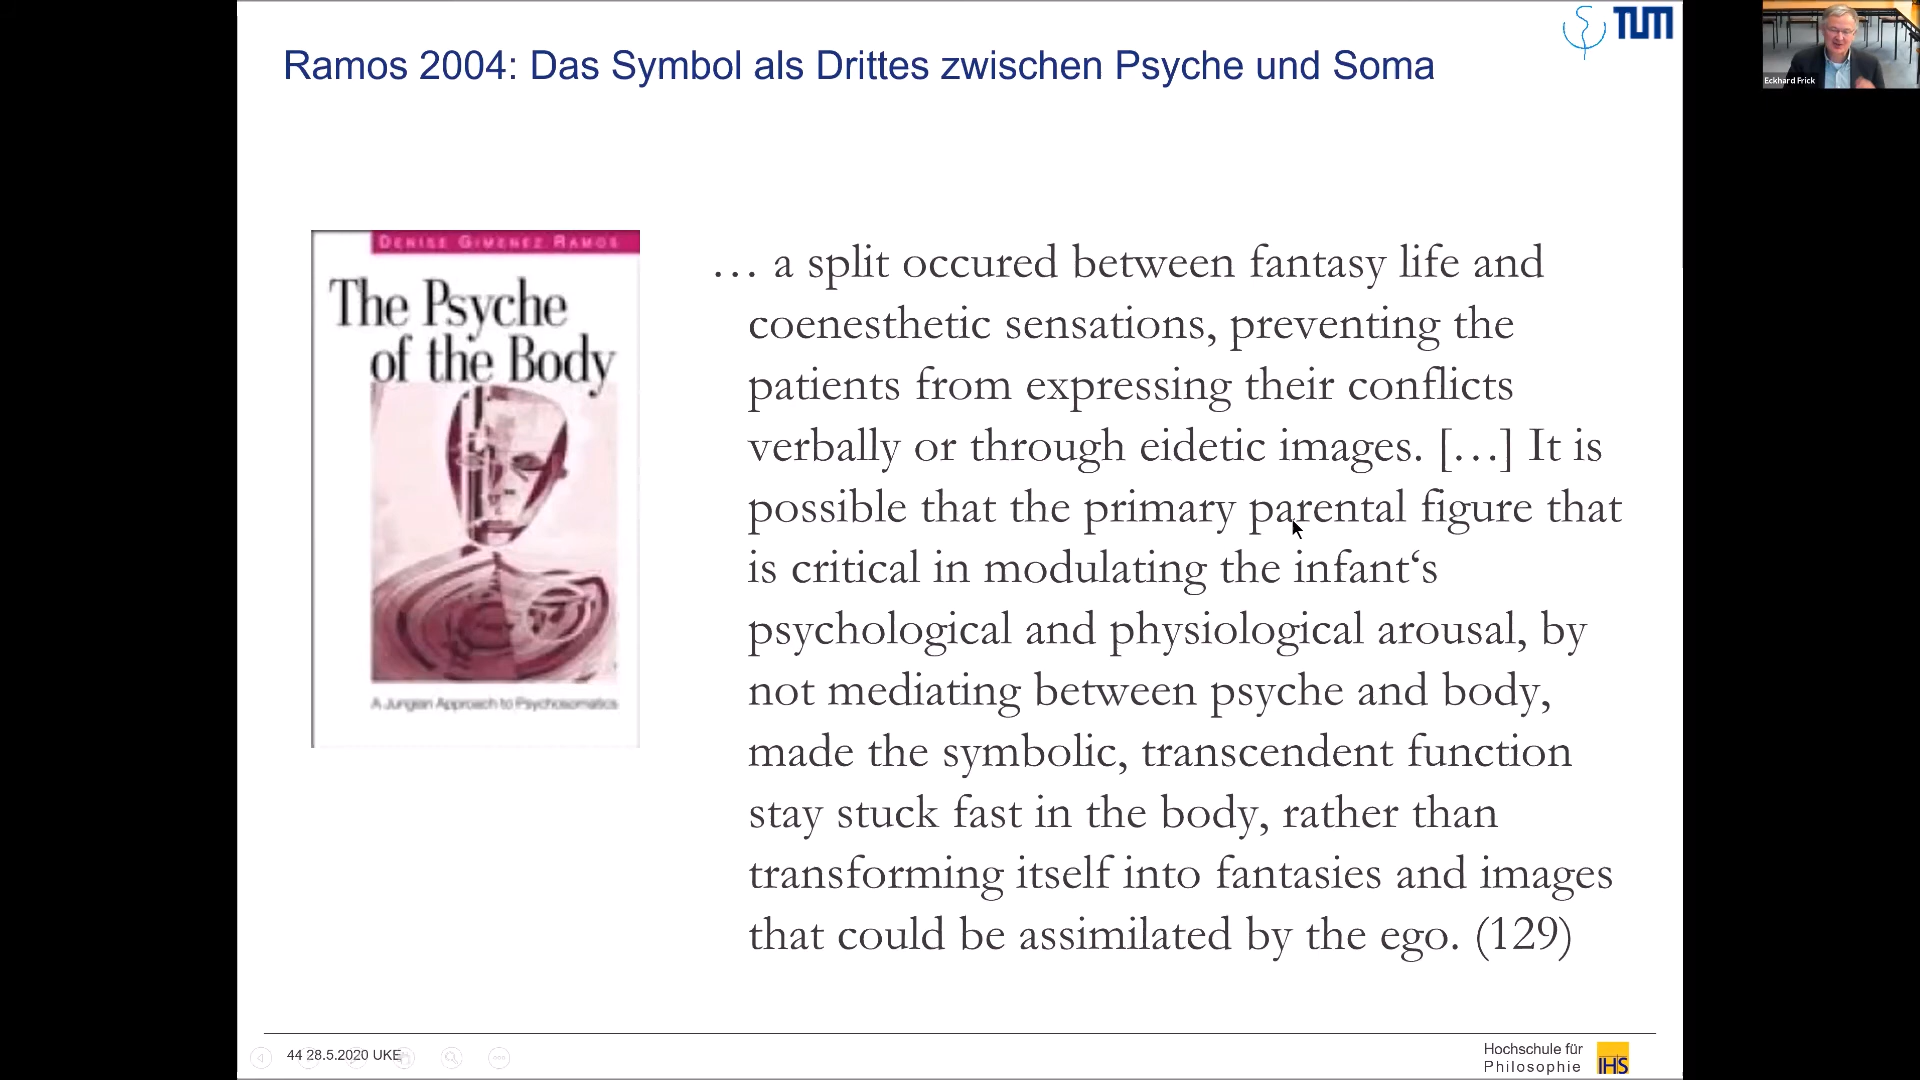 TUM
Ramos 2004: Das Symbol als Drittes zwischen Psyche und Soma
Eckhard Frick
DENISE GIMENEZ RAMOS
The Psyche
of the Body
A Jungian Approach to Psychosomatics
… a split occured between fantasy life and
coenesthetic sensations, preventing the
patients from expressing their conflicts
verbally or through eidetic images. […] It is
possible that the primary parental figure that
is critical in modulating the infant‘s
psychological and physiological arousal, by
not mediating between psyche and body,
made the symbolic, transcendent function
stay stuck fast in the body, rather than
transforming itself into fantasies and images
that could be assimilated by the ego. (129)
44 28.5.2020 UKE
Hochschule für
Philosophie
IHS